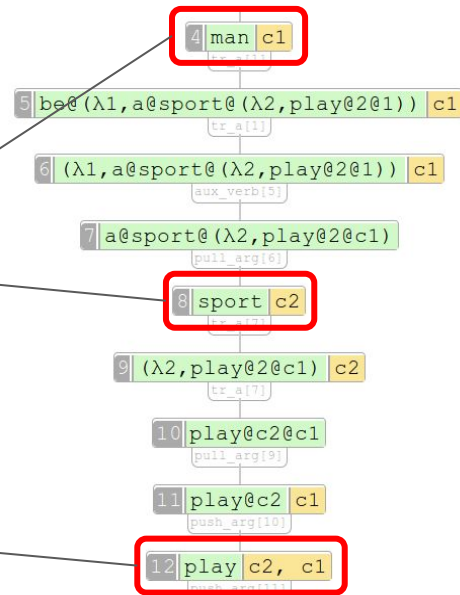 4 man c1
tr_a[1]
5 be@(λ1,a@sport@(λ2,play@2@1)) c1
tr_a[1]
6 (λ1,a@sport@(λ2,play@2@1)) c1
aux_verb[5]
7 a@sport@(λ2,play@2@c1)
pull_arg[6]
8 sport c2
tr_a[7]
9 (λ2,play@2@c1) c2
tr_a[7]
10 play@c2@c1
pull_arg[9]
11 play@c2 c1
push_arg[10]
12 play c2, c1
push_arg[11]